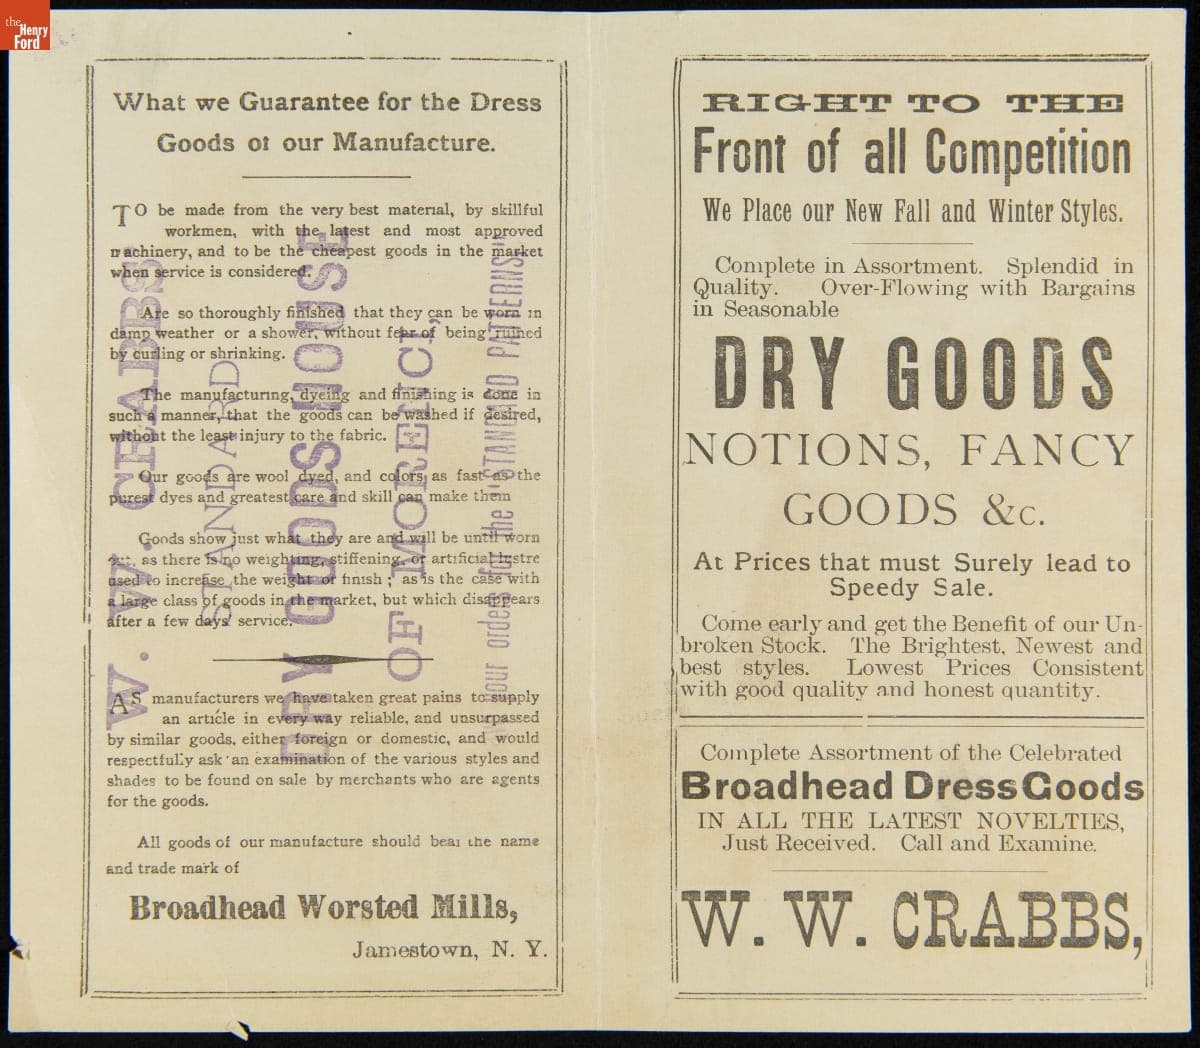 the
Henry
Ford
What we Guarantee for the Dress
Goods of our Manufacture.
TO be made from the very best material, by skillful
workmen, with the latest and most approved
machinery, and to be the cheapest goods in the market
when service is considered.
Are so thoroughly finished that they can be worn in
damp weather or a shower, without fear of being ruined
by curling or shrinking.
The manufacturing, dyeing and finishing is done in
such a manner, that the goods can be washed if desired,
without the least injury to the fabric.
Our goods are wool dyed, and colors as fast as the
purest dyes and greatest care and skill can make them
Goods show just what they are and will be until worn
out, as there is no weighting, stiffening, or artificial lustre
used to increase the weight or finish; as is the case with
a large class of goods in the market, but which disappears
after a few days' service.
AS manufacturers we have taken great pains to supply
an article in every way reliable, and unsurpassed
by similar goods, either foreign or domestic, and would
respectfully ask an examination of the various styles and
shades to be found on sale by merchants who are agents
for the goods.
All goods of our manufacture should bear the name
and trade mark of
Broadhead Worsted Mills,
Jamestown, N. Y.
W. W. CRABBS
STANDARD
DRY GOODS HOUSE
OF MORENCI,
your orders for the "STANDARD PATTERNS"
RIGHT TO THE
Front of all Competition
We Place our New Fall and Winter Styles.
Complete in Assortment. Splendid in
Quality. Over-Flowing with Bargains
in Seasonable
DRY GOODS
NOTIONS, FANCY
GOODS &c.
At Prices that must Surely lead to
Speedy Sale.
Come early and get the Benefit of our Un-
broken Stock. The Brightest, Newest and
best styles. Lowest Prices Consistent
with good quality and honest quantity.
Complete Assortment of the Celebrated
Broadhead Dress Goods
IN ALL THE LATEST NOVELTIES,
Just Received. Call and Examine.
W. W. CRABBS,